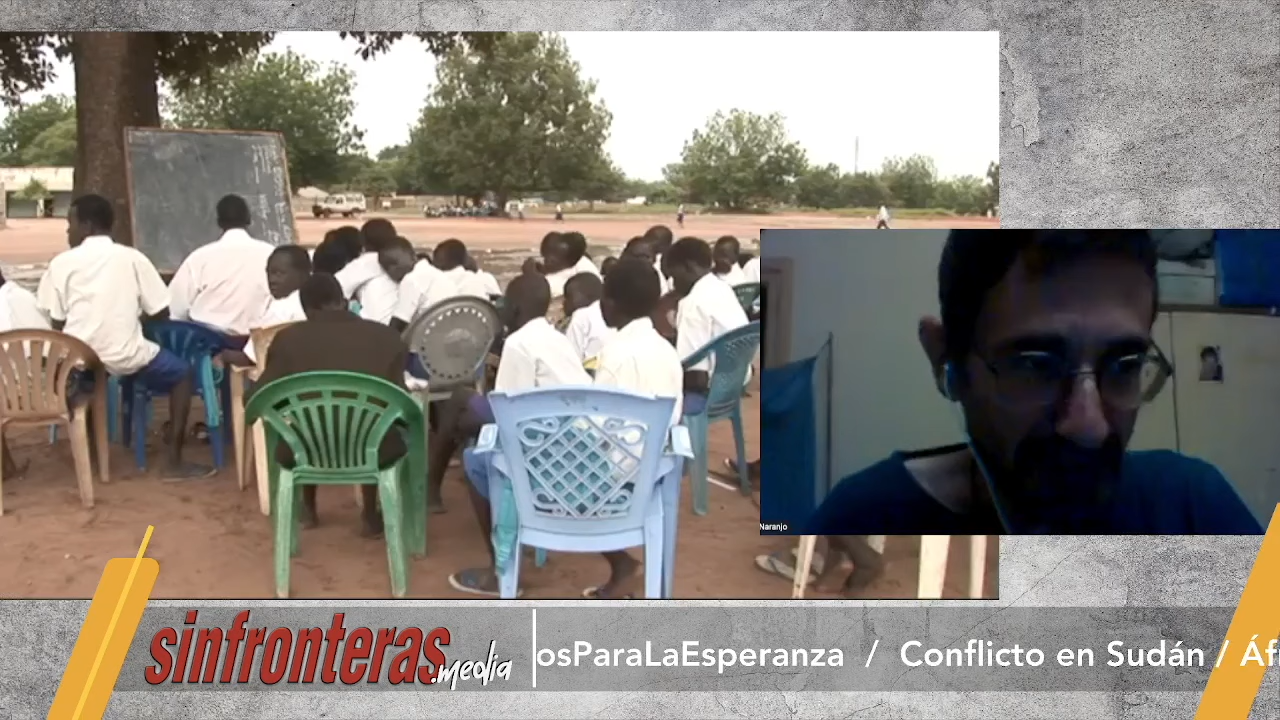 Naranjo
sinfronteras
.media
osParaLaEsperanza / Conflicto en Sudán / Áf